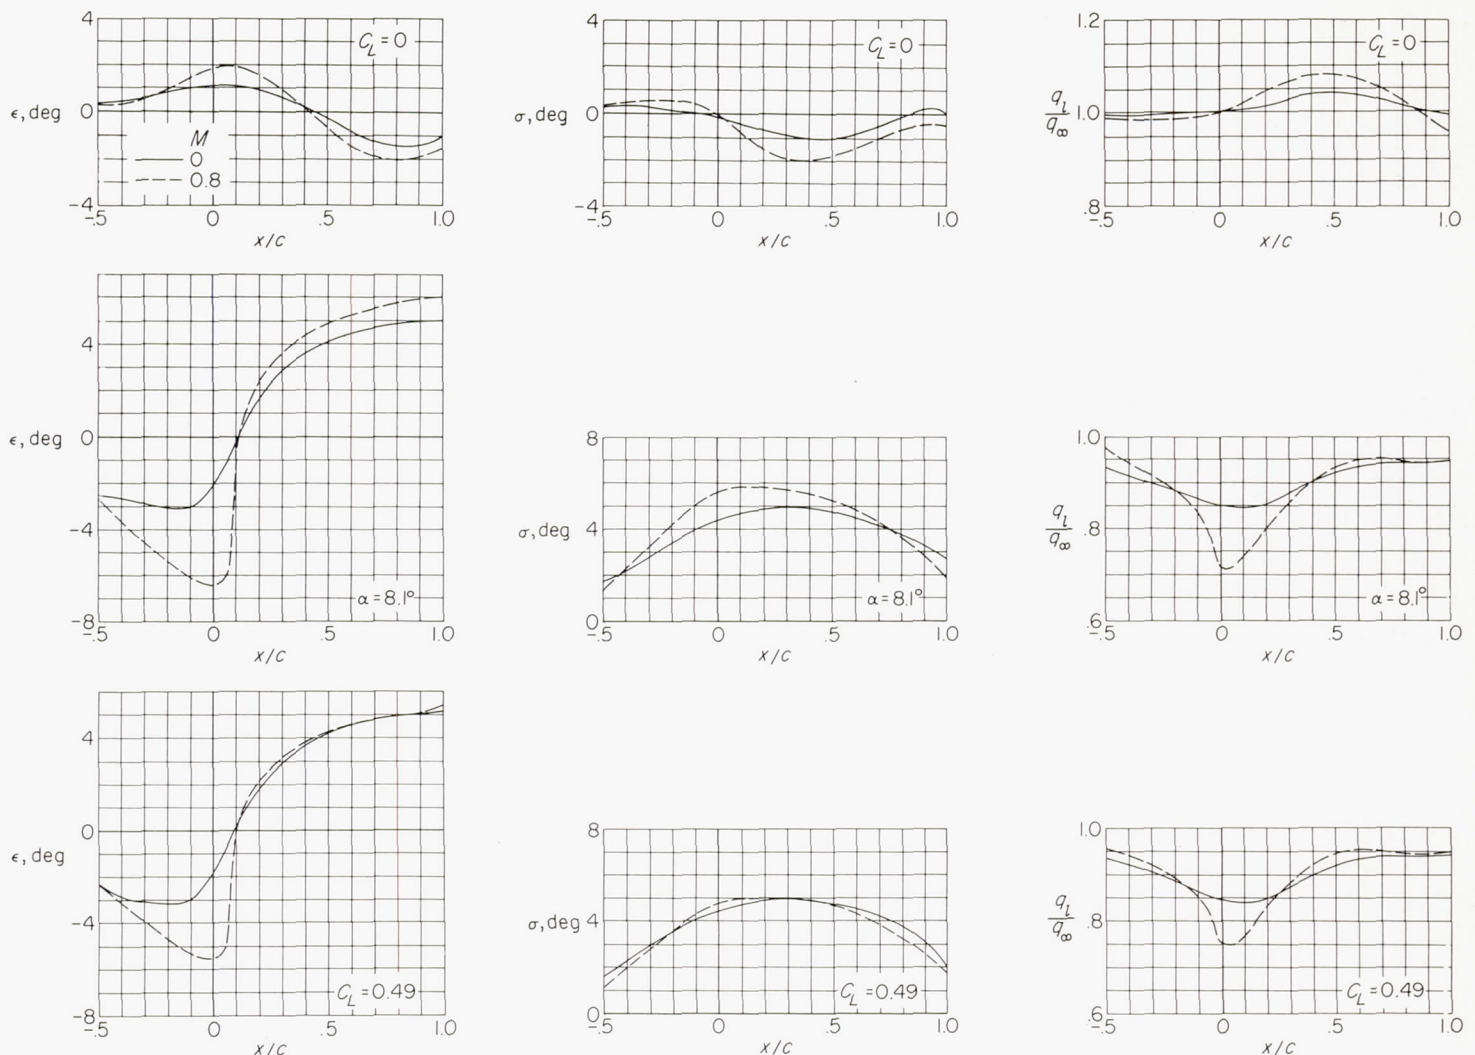 4
C_L=0
ε, deg
0
M
0
0.8
-4
-.5
0
.5
1.0
x/c
4
C_L=0
σ, deg
0
-4
-.5
0
.5
1.0
x/c
1.2
C_L=0
q_l/q_∞
1.0
.8
-.5
0
.5
1.0
x/c
4
ε, deg
0
-4
α=8.1°
-8
-.5
0
.5
1.0
x/c
8
σ, deg
4
α=8.1°
0
-.5
0
.5
1.0
x/c
1.0
q_l/q_∞
.8
α=8.1°
.6
-.5
0
.5
1.0
x/c
4
ε, deg
0
-4
C_L=0.49
-8
-.5
0
.5
1.0
x/c
8
σ, deg
4
C_L=0.49
0
-.5
0
.5
1.0
x/c
1.0
q_l/q_∞
.8
C_L=0.49
.6
-.5
0
.5
1.0
x/c